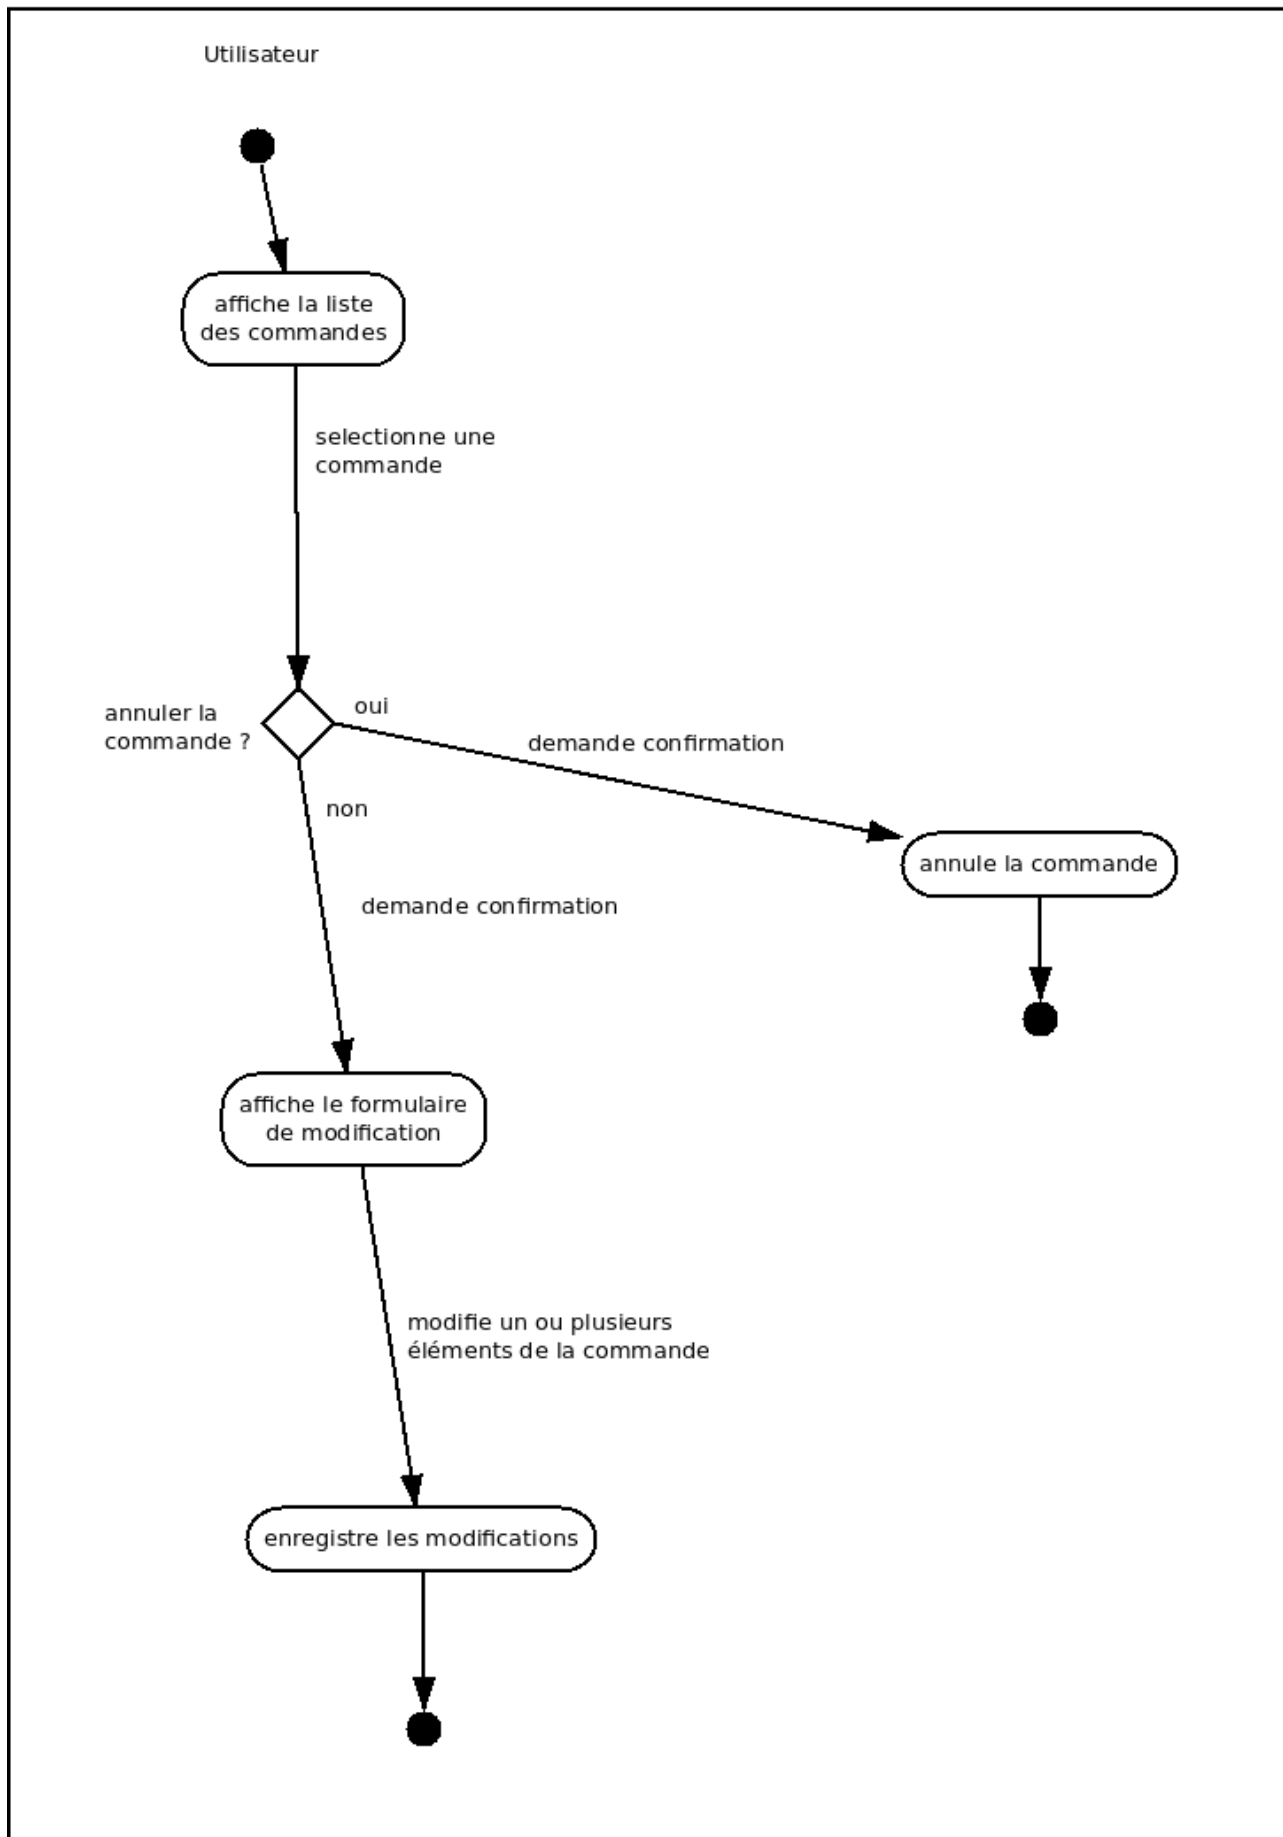 Utilisateur
affiche la liste
des commandes
selectionne une
commande
annuler la
commande ?
oui
demande confirmation
non
annule la commande
demande confirmation
affiche le formulaire
de modification
modifie un ou plusieurs
éléments de la commande
enregistre les modifications